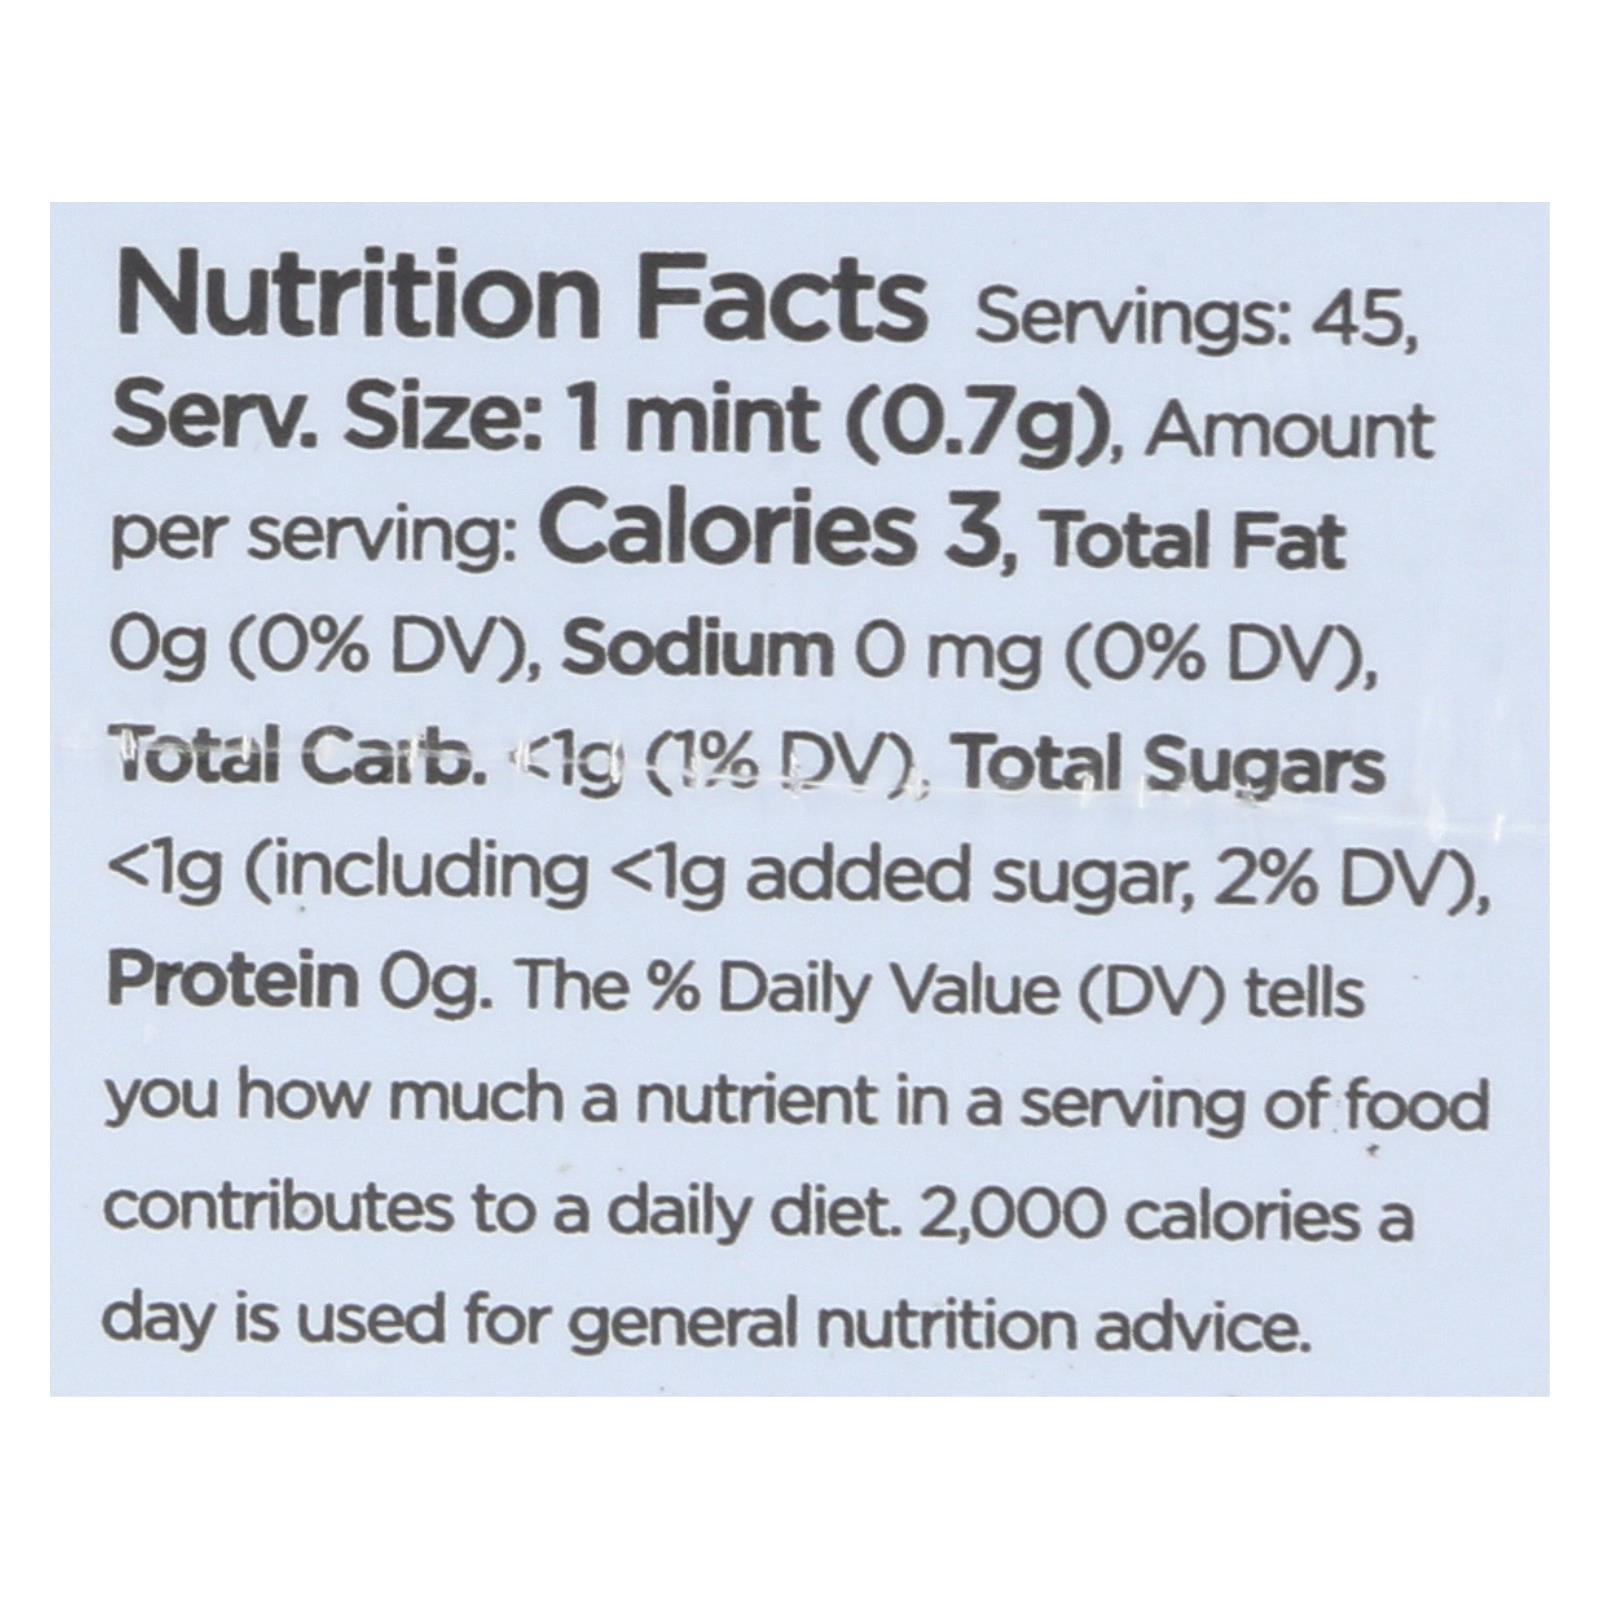 Nutrition Facts Servings: 45,
Serv. Size: 1 mint (0.7g), Amount
per serving: Calories 3, Total Fat
0g (0% DV), Sodium 0 mg (0% DV),
Total Carb. <1g (1% DV), Total Sugars
<1g (including <1g added sugar, 2% DV),
Protein 0g. The % Daily Value (DV) tells
you how much a nutrient in a serving of food
contributes to a daily diet. 2,000 calories a
day is used for general nutrition advice.